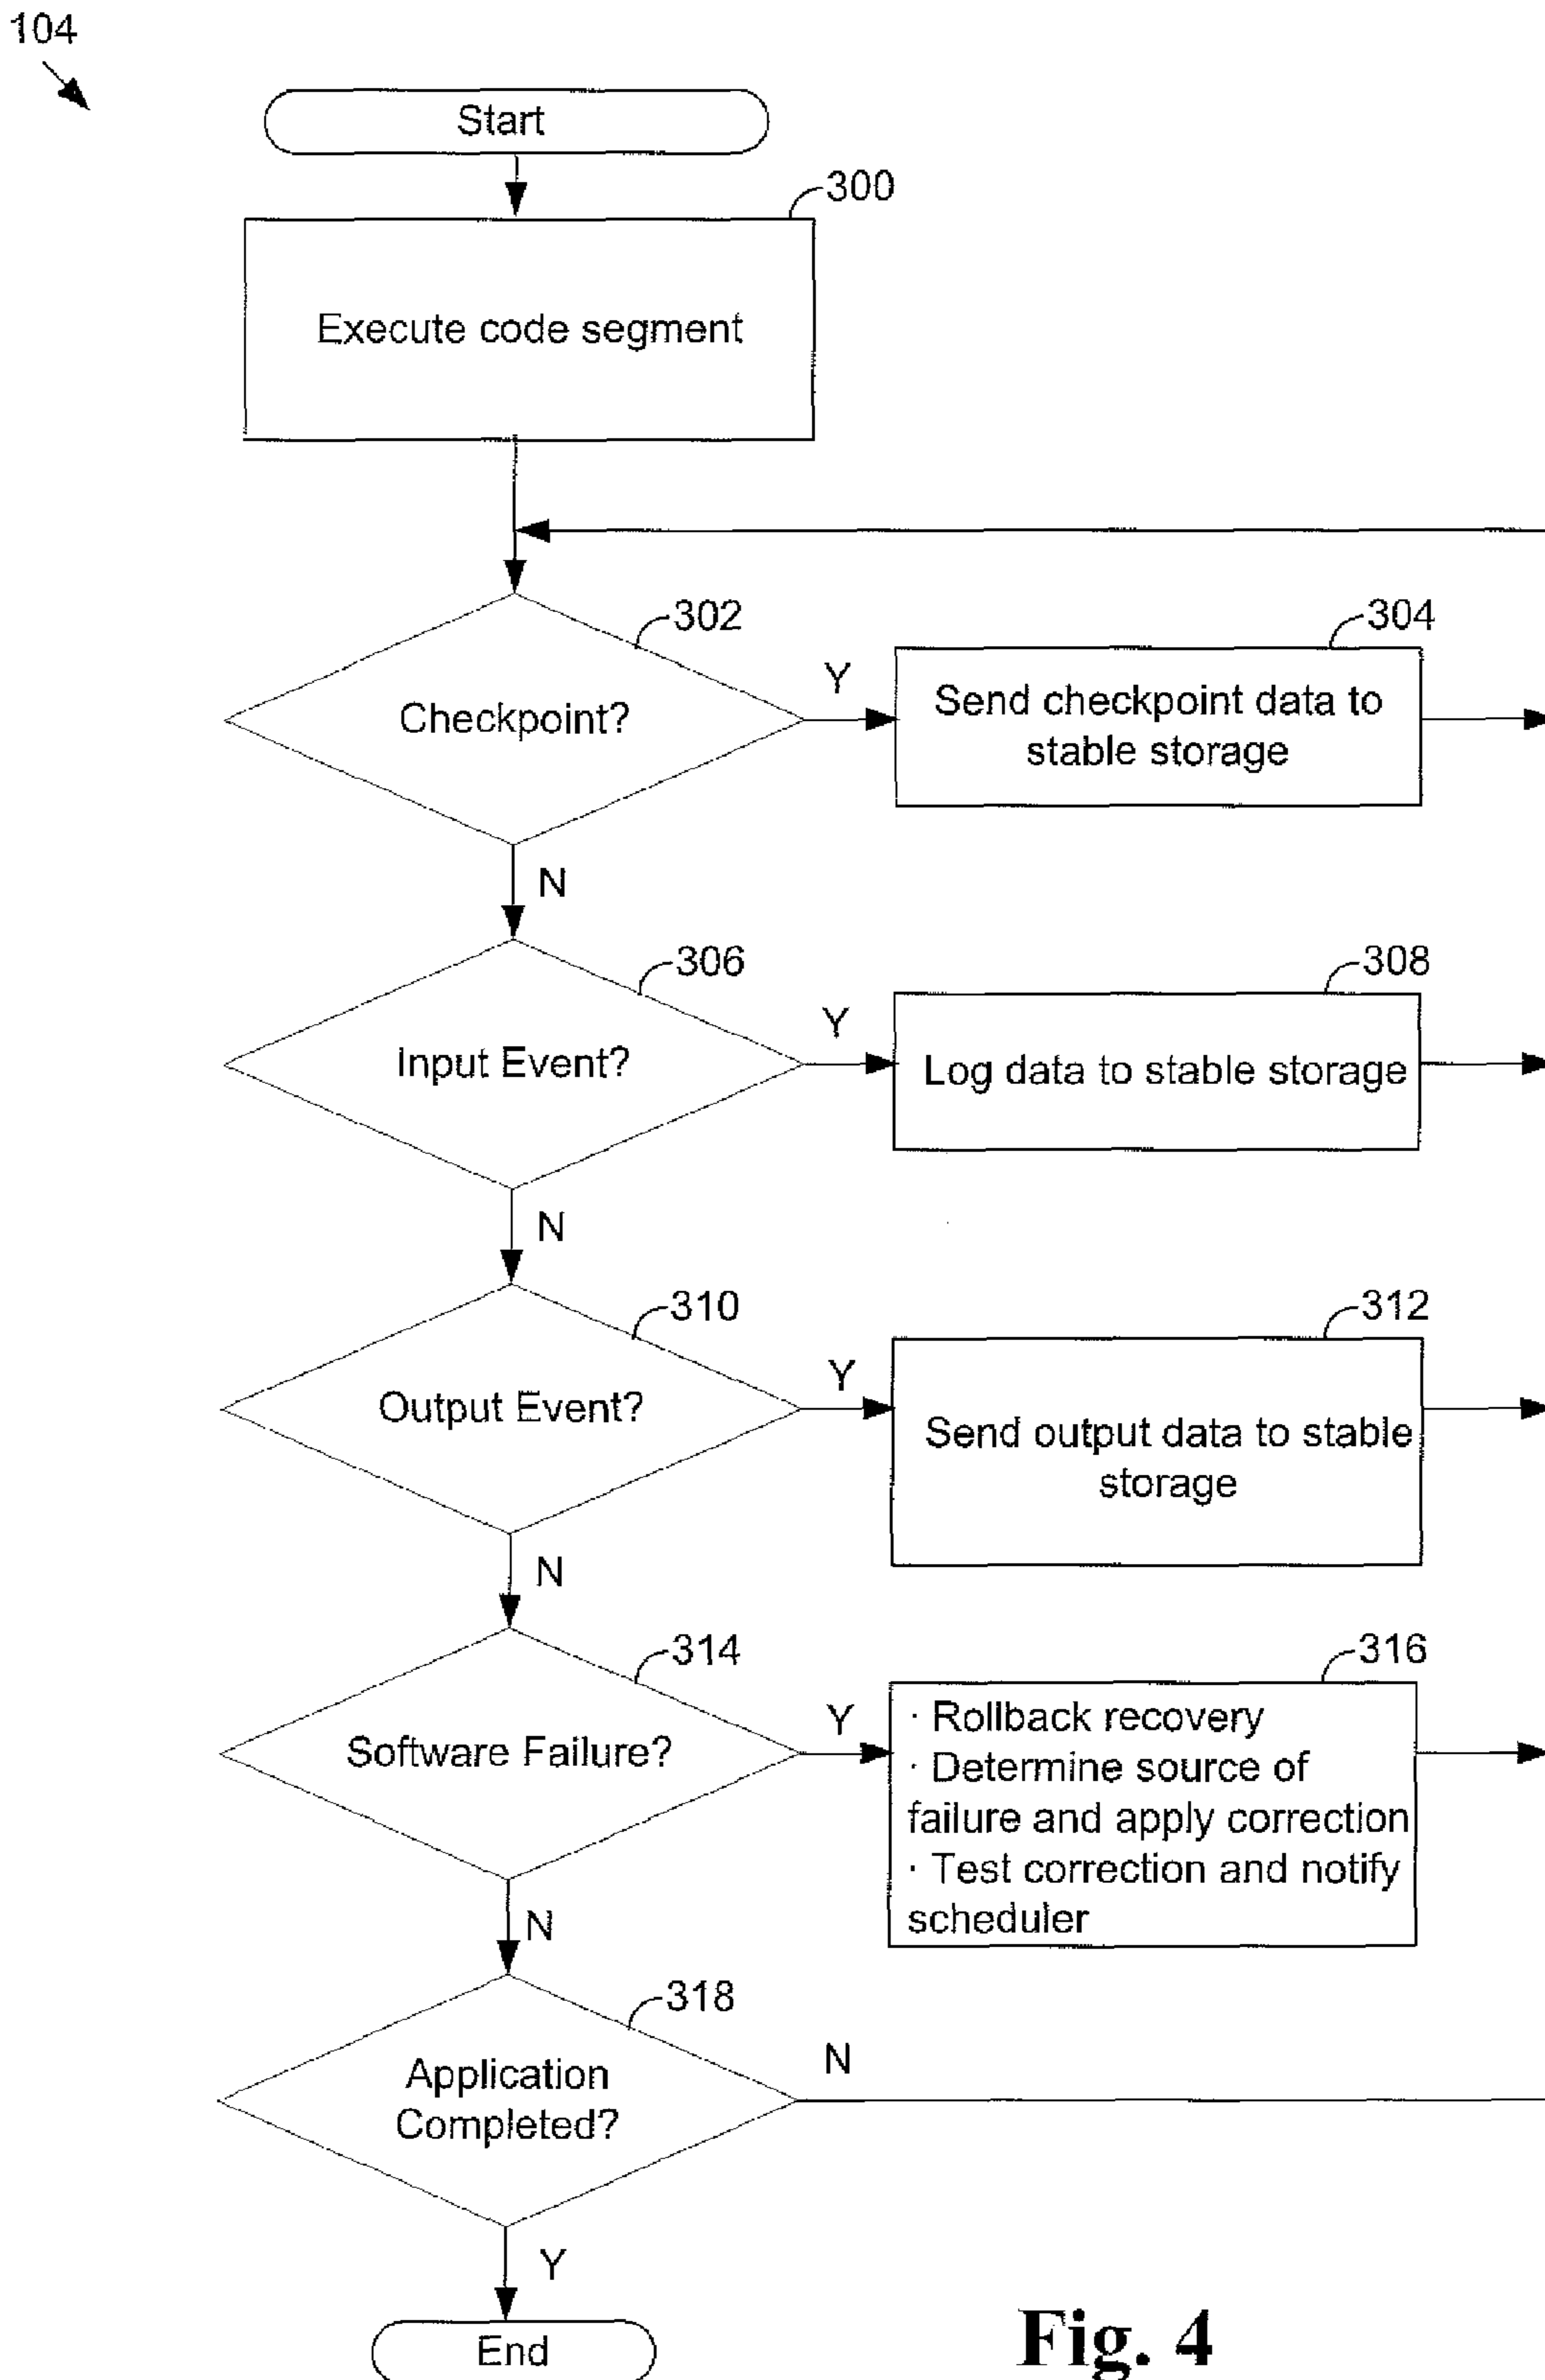 104
Start
300
Execute code segment
302
Checkpoint?
Y
304
Send checkpoint data to
stable storage
N
306
Input Event?
Y
308
Log data to stable storage
N
310
Output Event?
Y
312
Send output data to stable
storage
N
314
Software Failure?
Y
316
· Rollback recovery
· Determine source of
failure and apply correction
· Test correction and notify
scheduler
N
318
Application
Completed?
N
Y
End
Fig. 4